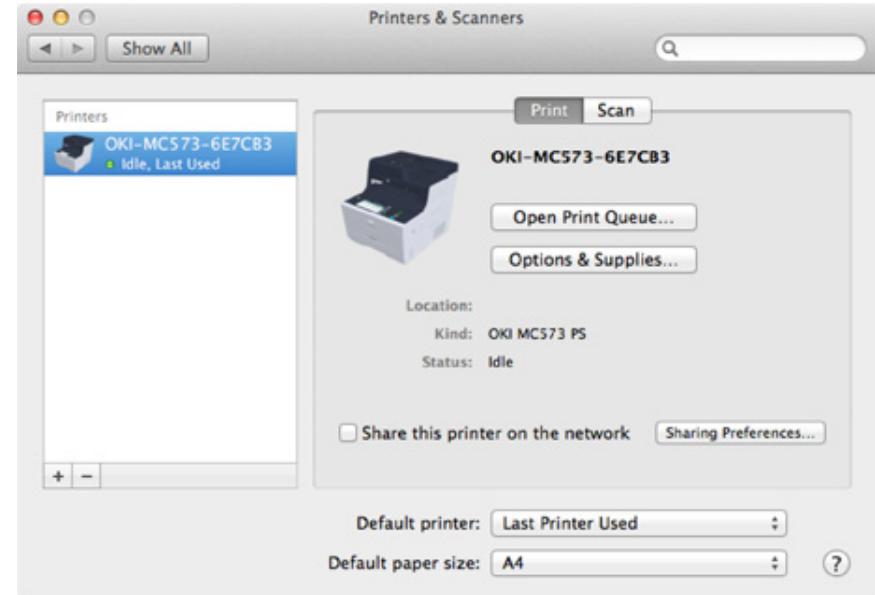 Printers & Scanners
Show All
Printers
OKI-MC573-6E7CB3
Idle, Last Used
Print Scan
OKI-MC573-6E7CB3
Open Print Queue...
Options & Supplies...
Location:
Kind: OKI MC573 PS
Status: Idle
Share this printer on the network Sharing Preferences...
+ −
Default printer: Last Printer Used
Default paper size: A4 ?